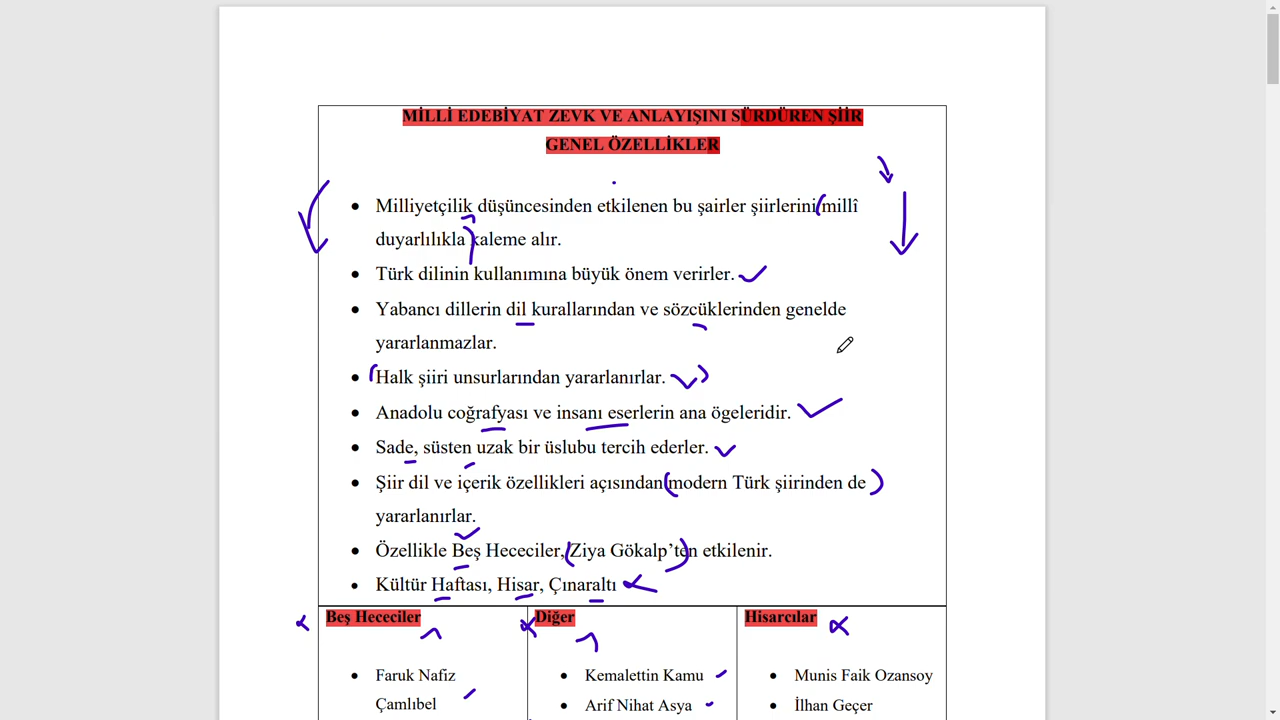 MİLLİ EDEBİYAT ZEVK VE ANLAYIŞINI SÜRDÜREN ŞİİR
GENEL ÖZELLİKLER
• Milliyetçilik düşüncesinden etkilenen bu şairler şiirlerini millî
duyarlılıkla kaleme alır.
• Türk dilinin kullanımına büyük önem verirler.
• Yabancı dillerin dil kurallarından ve sözcüklerinden genelde
yararlanmazlar.
• Halk şiiri unsurlarından yararlanırlar.
• Anadolu coğrafyası ve insanı eserlerin ana ögeleridir.
• Sade, süsten uzak bir üslubu tercih ederler.
• Şiir dil ve içerik özellikleri açısından modern Türk şiirinden de
yararlanırlar.
• Özellikle Beş Hececiler, Ziya Gökalp’ten etkilenir.
• Kültür Haftası, Hisar, Çınaraltı
Beş Hececiler
• Faruk Nafiz
Çamlıbel
Diğer
• Kemalettin Kamu
• Arif Nihat Asya
Hisarcılar
• Munis Faik Ozansoy
• İlhan Geçer